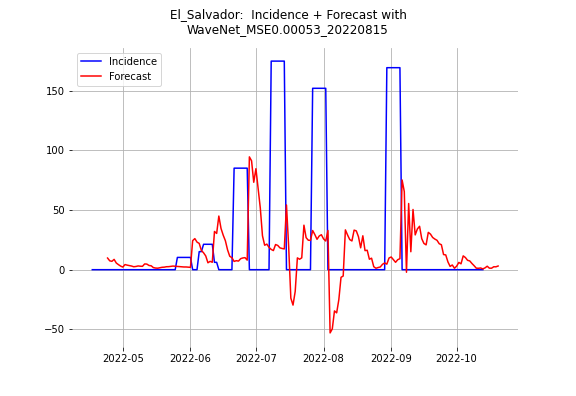 El_Salvador: Incidence + Forecast with
WaveNet_MSE0.00053_20220815
Incidence
Forecast
150
100
50
0
−50
2022-05 2022-06 2022-07 2022-08 2022-09 2022-10